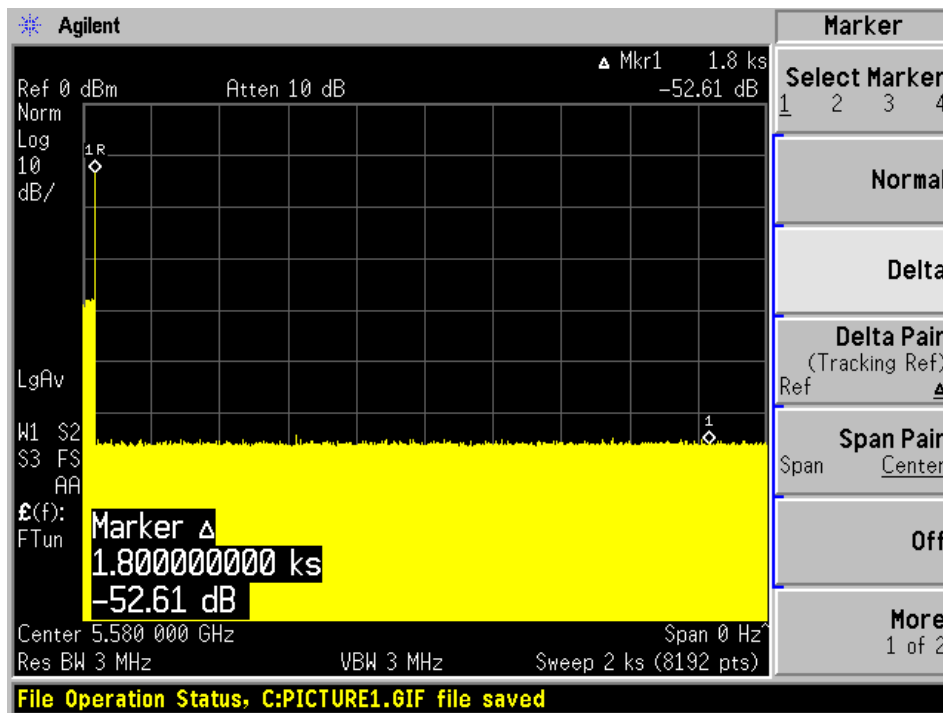 Agilent
Marker
Δ Mkr1 1.8 ks
Ref 0 dBm Atten 10 dB -52.61 dB
Norm
Log
10
dB/
1R
LgAv
1
W1 S2
S3 FS
AA
£(f):
FTun
Marker Δ
1.800000000 ks
-52.61 dB
Center 5.580 000 GHz Span 0 Hz^
Res BW 3 MHz VBW 3 MHz Sweep 2 ks (8192 pts)
File Operation Status, C:PICTURE1.GIF file saved
Select Marker
1 2 3 4
Normal
Delta
Delta Pair
(Tracking Ref)
Ref Δ
Span Pair
Span Center
Off
More
1 of 2